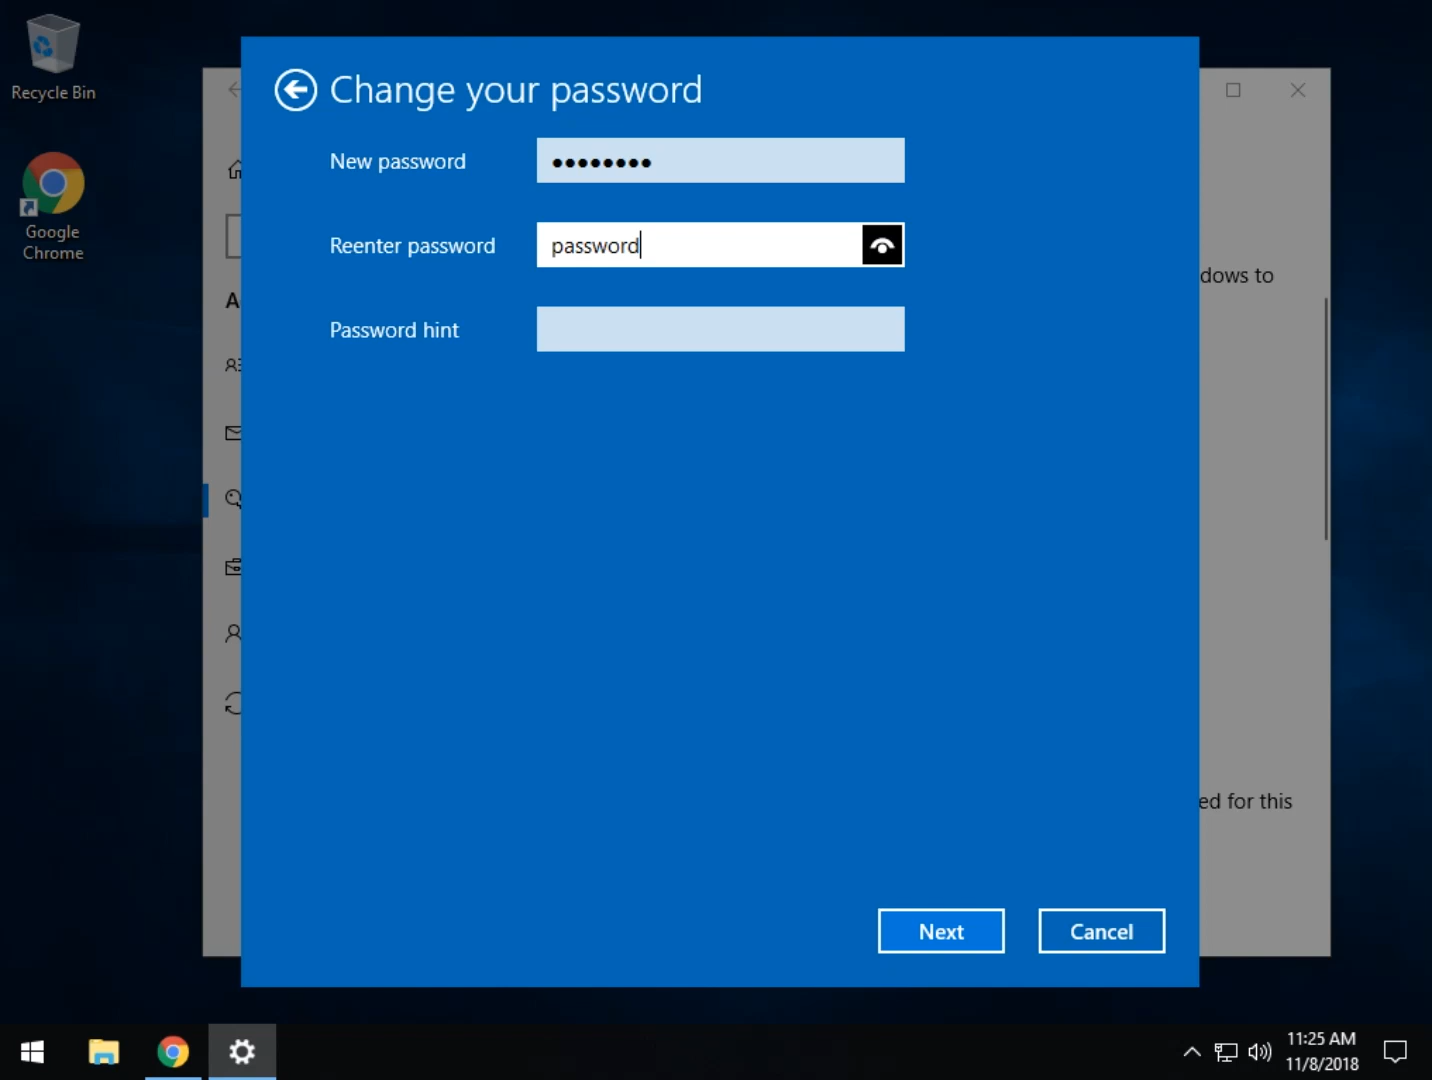 Recycle Bin
Google
Chrome
Change your password
New password
••••••••
Reenter password
password
Password hint
Next
Cancel
A
dows to
ed for this
11:25 AM
11/8/2018